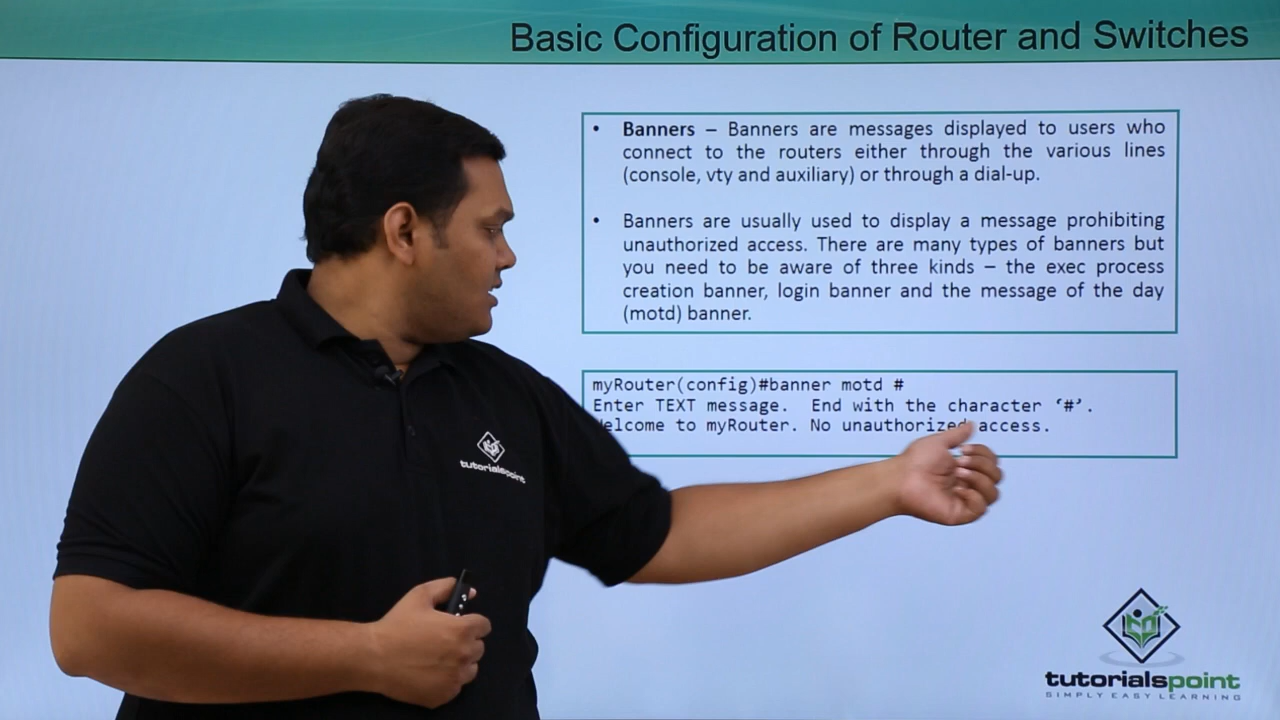 Basic Configuration of Router and Switches
• Banners – Banners are messages displayed to users who
connect to the routers either through the various lines
(console, vty and auxiliary) or through a dial-up.
• Banners are usually used to display a message prohibiting
unauthorized access. There are many types of banners but
you need to be aware of three kinds – the exec process
creation banner, login banner and the message of the day
(motd) banner.
myRouter(config)#banner motd #
Enter TEXT message. End with the character ‘#’.
Welcome to myRouter. No unauthorized access.
tutorialspoint
tutorialspoint
SIMPLY EASY LEARNING